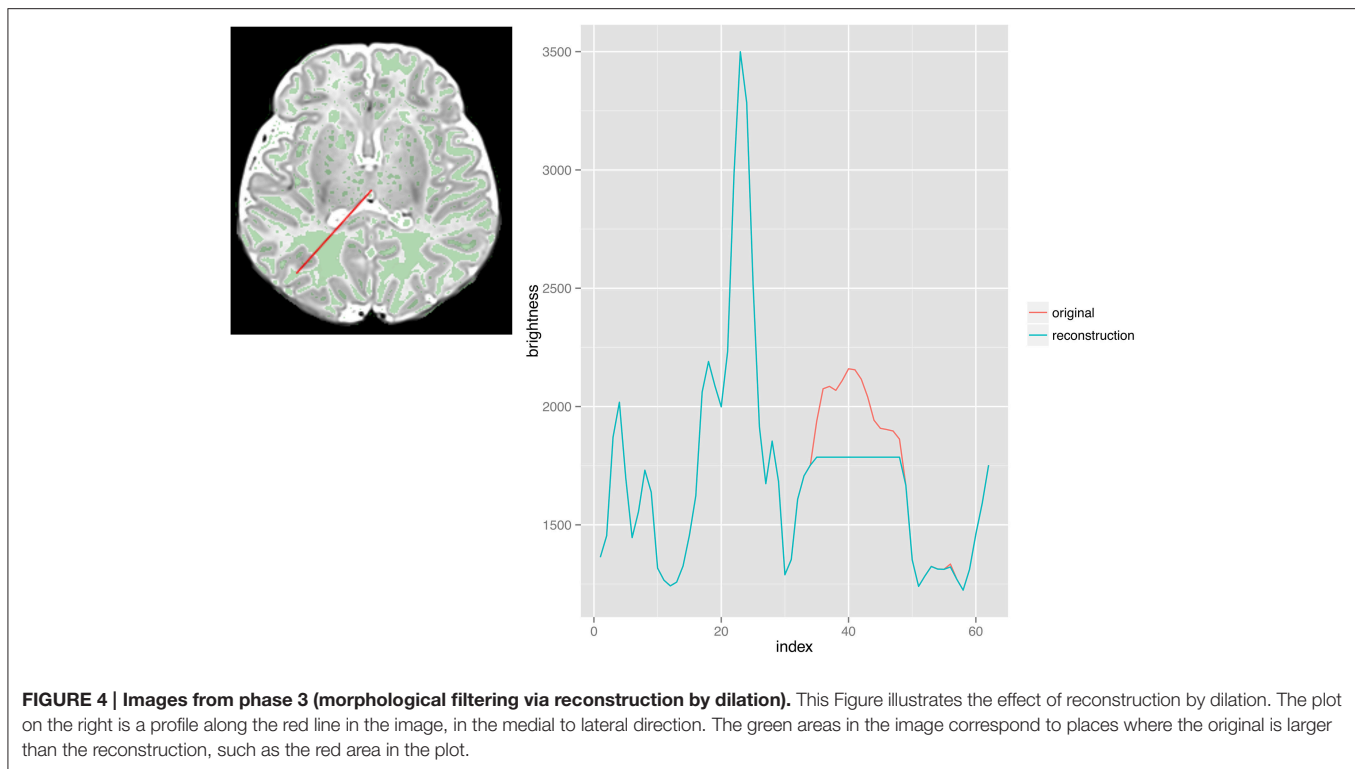 3500
3000
2500
2000
1500
brightness
0
20
40
60
index
original
reconstruction
FIGURE 4 | Images from phase 3 (morphological filtering via reconstruction by dilation). This Figure illustrates the effect of reconstruction by dilation. The plot
on the right is a profile along the red line in the image, in the medial to lateral direction. The green areas in the image correspond to places where the original is larger
than the reconstruction, such as the red area in the plot.